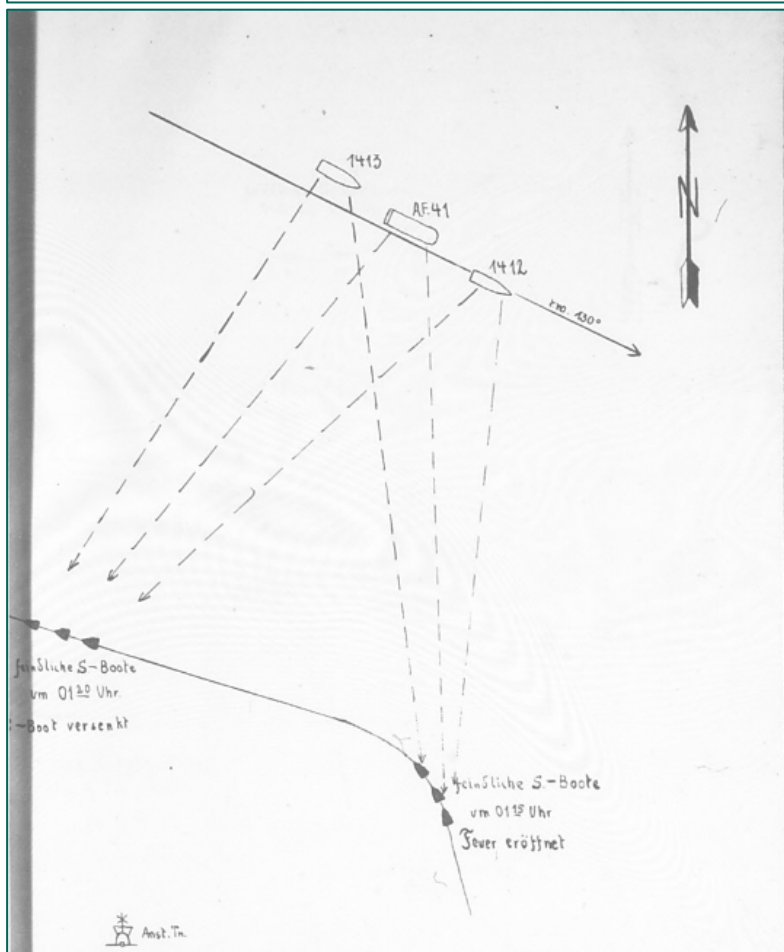 1413
AF.41
1412
N
rw. 130°
feindliche S-Boote
um 01 20 Uhr.
-Boot versenkt
feindliche S.-Boote
um 01 15 Uhr
Feuer eröffnet
Anst. Tn.